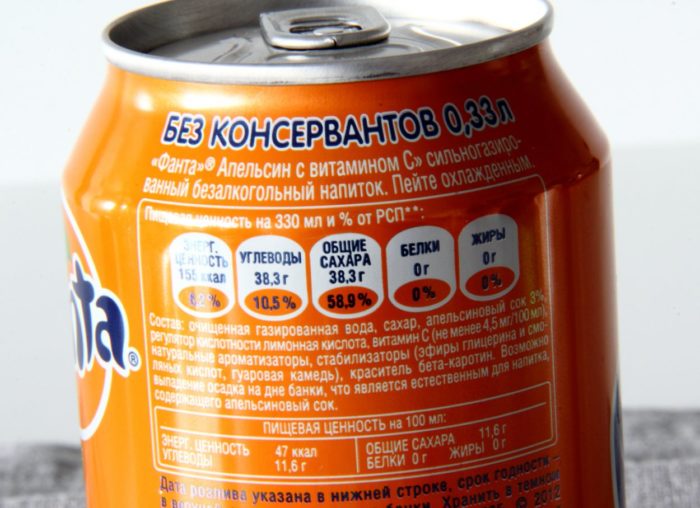 БЕЗ КОНСЕРВАНТОВ 0,33л
«Фанта»® Апельсин с витамином С» сильногазиро-
ванный безалкогольный напиток. Пейте охлажденным.
Пищевая ценность на 330 мл и % от РСП**:
ЭНЕРГ. ЦЕННОСТЬ 155 ккал 6,2%
УГЛЕВОДЫ 38,3 г 10,5%
ОБЩИЕ САХАРА 38,3 г 58,9%
БЕЛКИ 0 г 0%
ЖИРЫ 0 г 0%
нта®
Состав: очищенная газированная вода, сахар, апельсиновый сок 3%,
регулятор кислотности лимонная кислота, витамин С (не менее 4,5 мг/100 мл),
натуральные ароматизаторы, стабилизаторы (эфиры глицерина и смо-
ляных кислот, гуаровая камедь), краситель бета-каротин. Возможно
выпадение осадка на дне банки, что является естественным для напитка,
содержащего апельсиновый сок.
ПИЩЕВАЯ ЦЕННОСТЬ на 100 мл:
ЭНЕРГ. ЦЕННОСТЬ 47 ккал ОБЩИЕ САХАРА 11,6 г
УГЛЕВОДЫ 11,6 г БЕЛКИ 0 г ЖИРЫ 0 г
Дата розлива указана в нижней строке, срок годности –
в верхней банки. Хранить в темном
© 2012